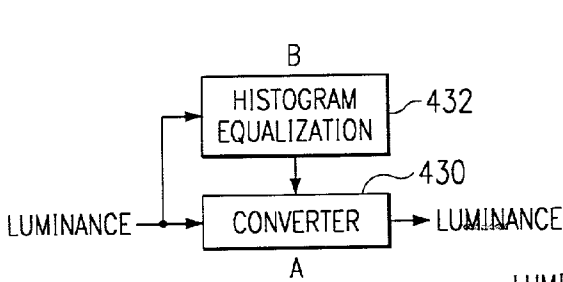 B
HISTOGRAM
EQUALIZATION
432
430
LUMINANCE
CONVERTER
LUMINANCE
A